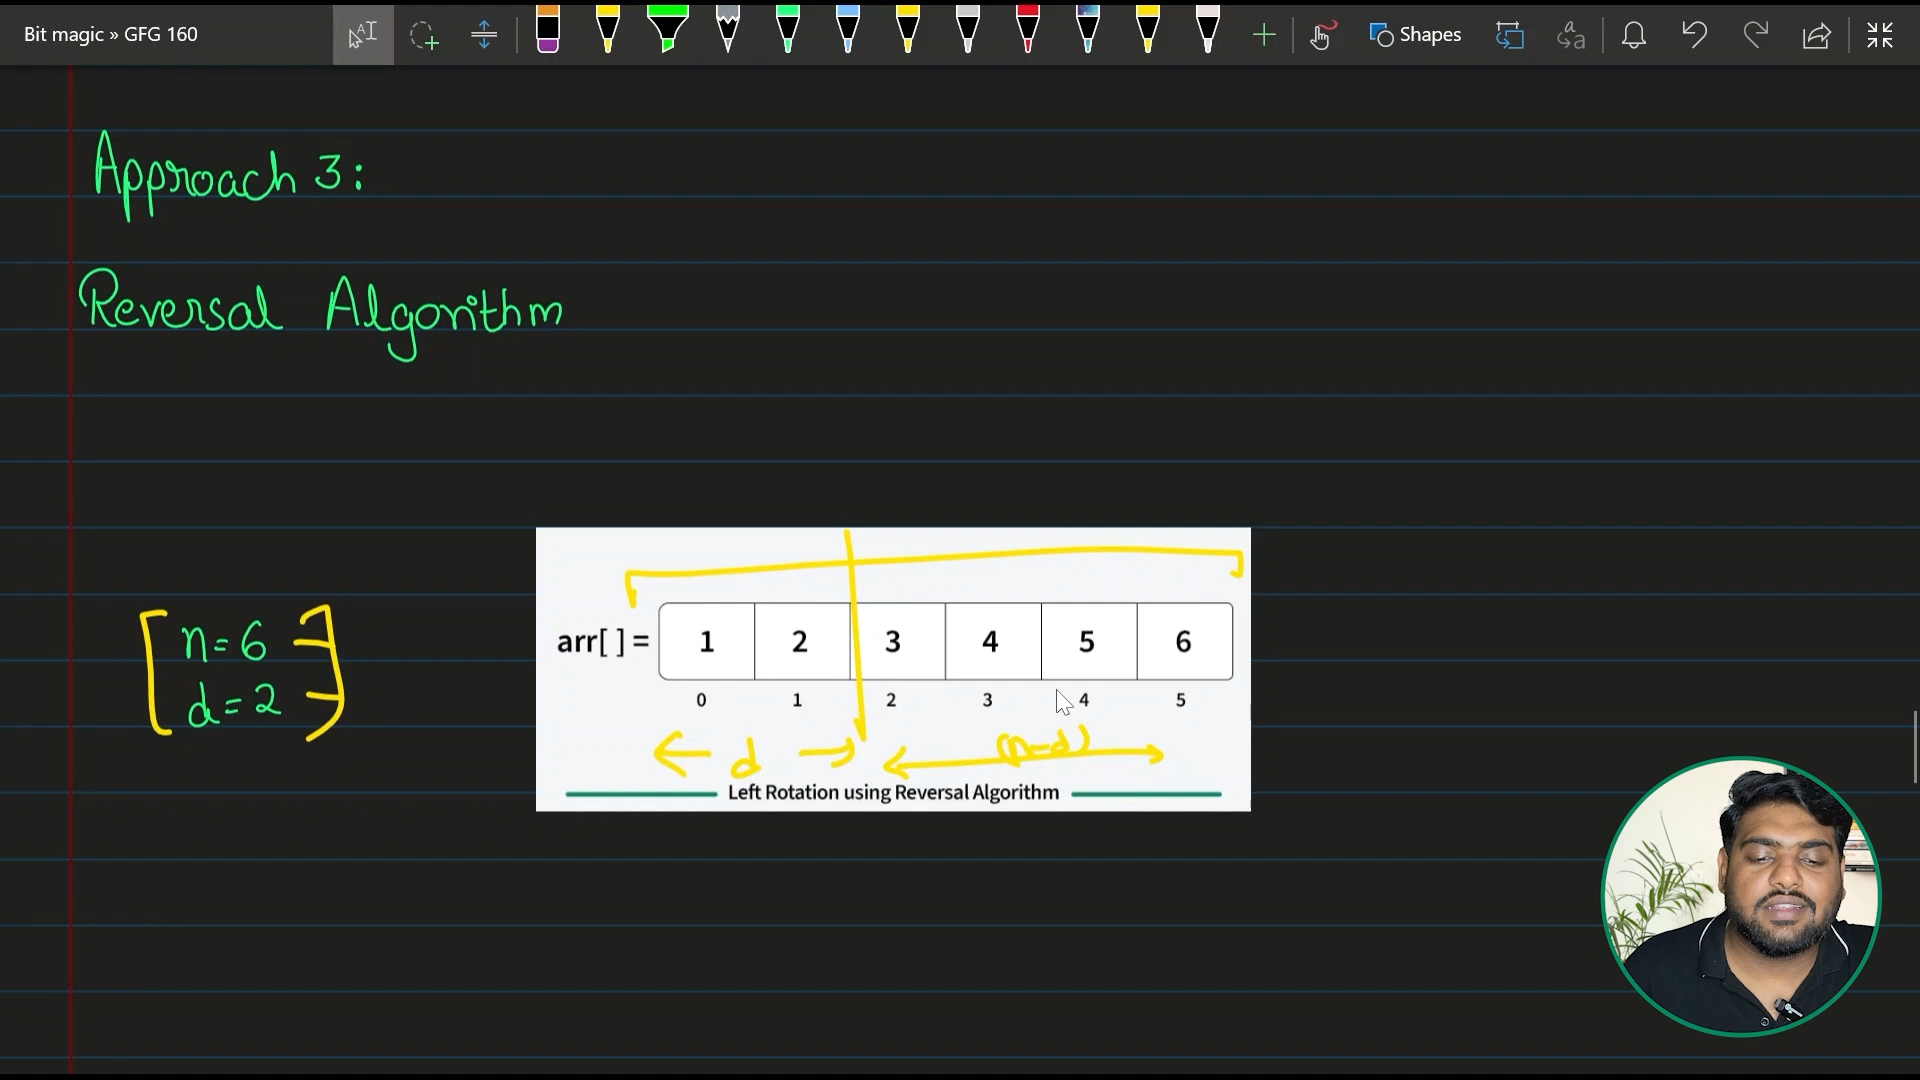 Bit magic » GFG 160
Shapes
Approach 3:
Reversal Algorithm
n=6
d=2
arr[ ] = 1 2 3 4 5 6
0 1 2 3 4 5
d (n-d)
Left Rotation using Reversal Algorithm